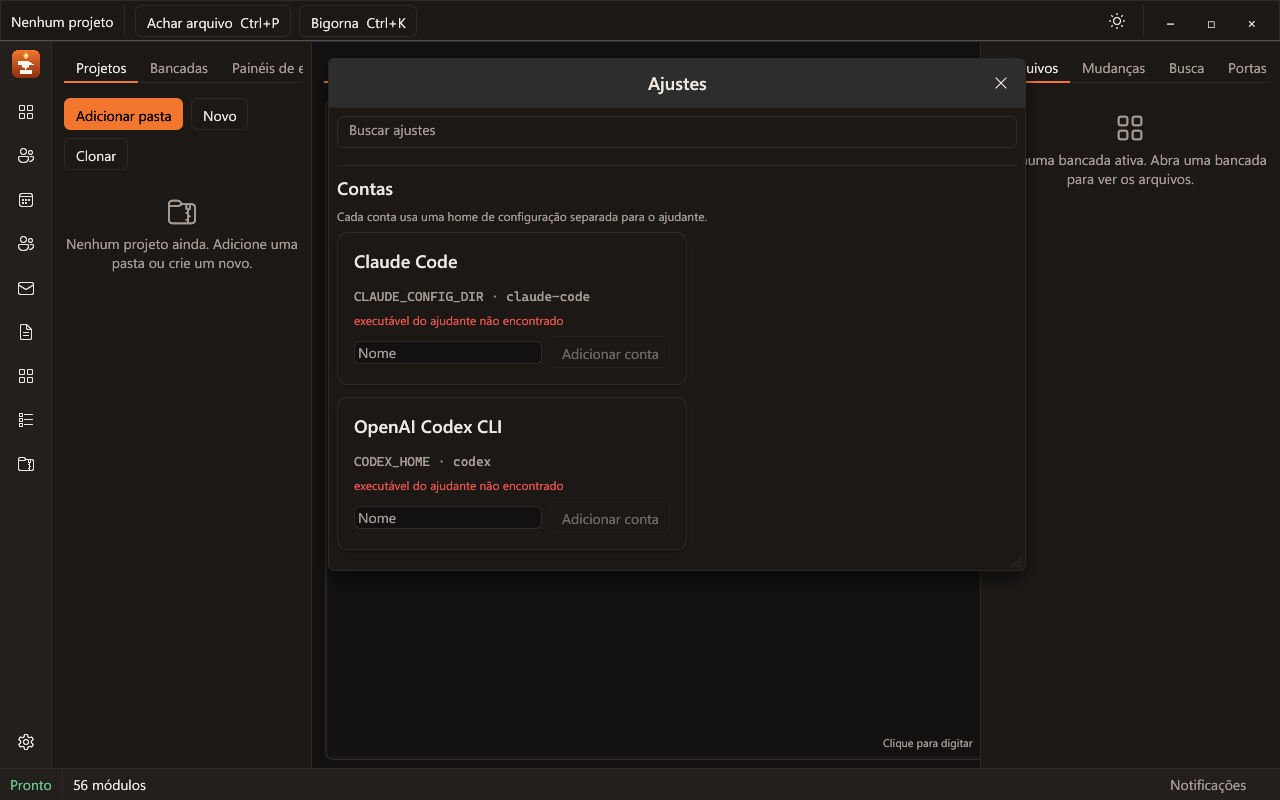 Nenhum projeto
Achar arquivo Ctrl+P
Bigorna Ctrl+K
Projetos
Bancadas
Painéis de e
Adicionar pasta
Novo
Clonar
Nenhum projeto ainda. Adicione uma
pasta ou crie um novo.
Ajustes
Buscar ajustes
Contas
Cada conta usa uma home de configuração separada para o ajudante.
Claude Code
CLAUDE_CONFIG_DIR · claude-code
executável do ajudante não encontrado
Nome
Adicionar conta
OpenAI Codex CLI
CODEX_HOME · codex
executável do ajudante não encontrado
Nome
Adicionar conta
Clique para digitar
uivos
Mudanças
Busca
Portas
uma bancada ativa. Abra uma bancada
para ver os arquivos.
Pronto
56 módulos
Notificações